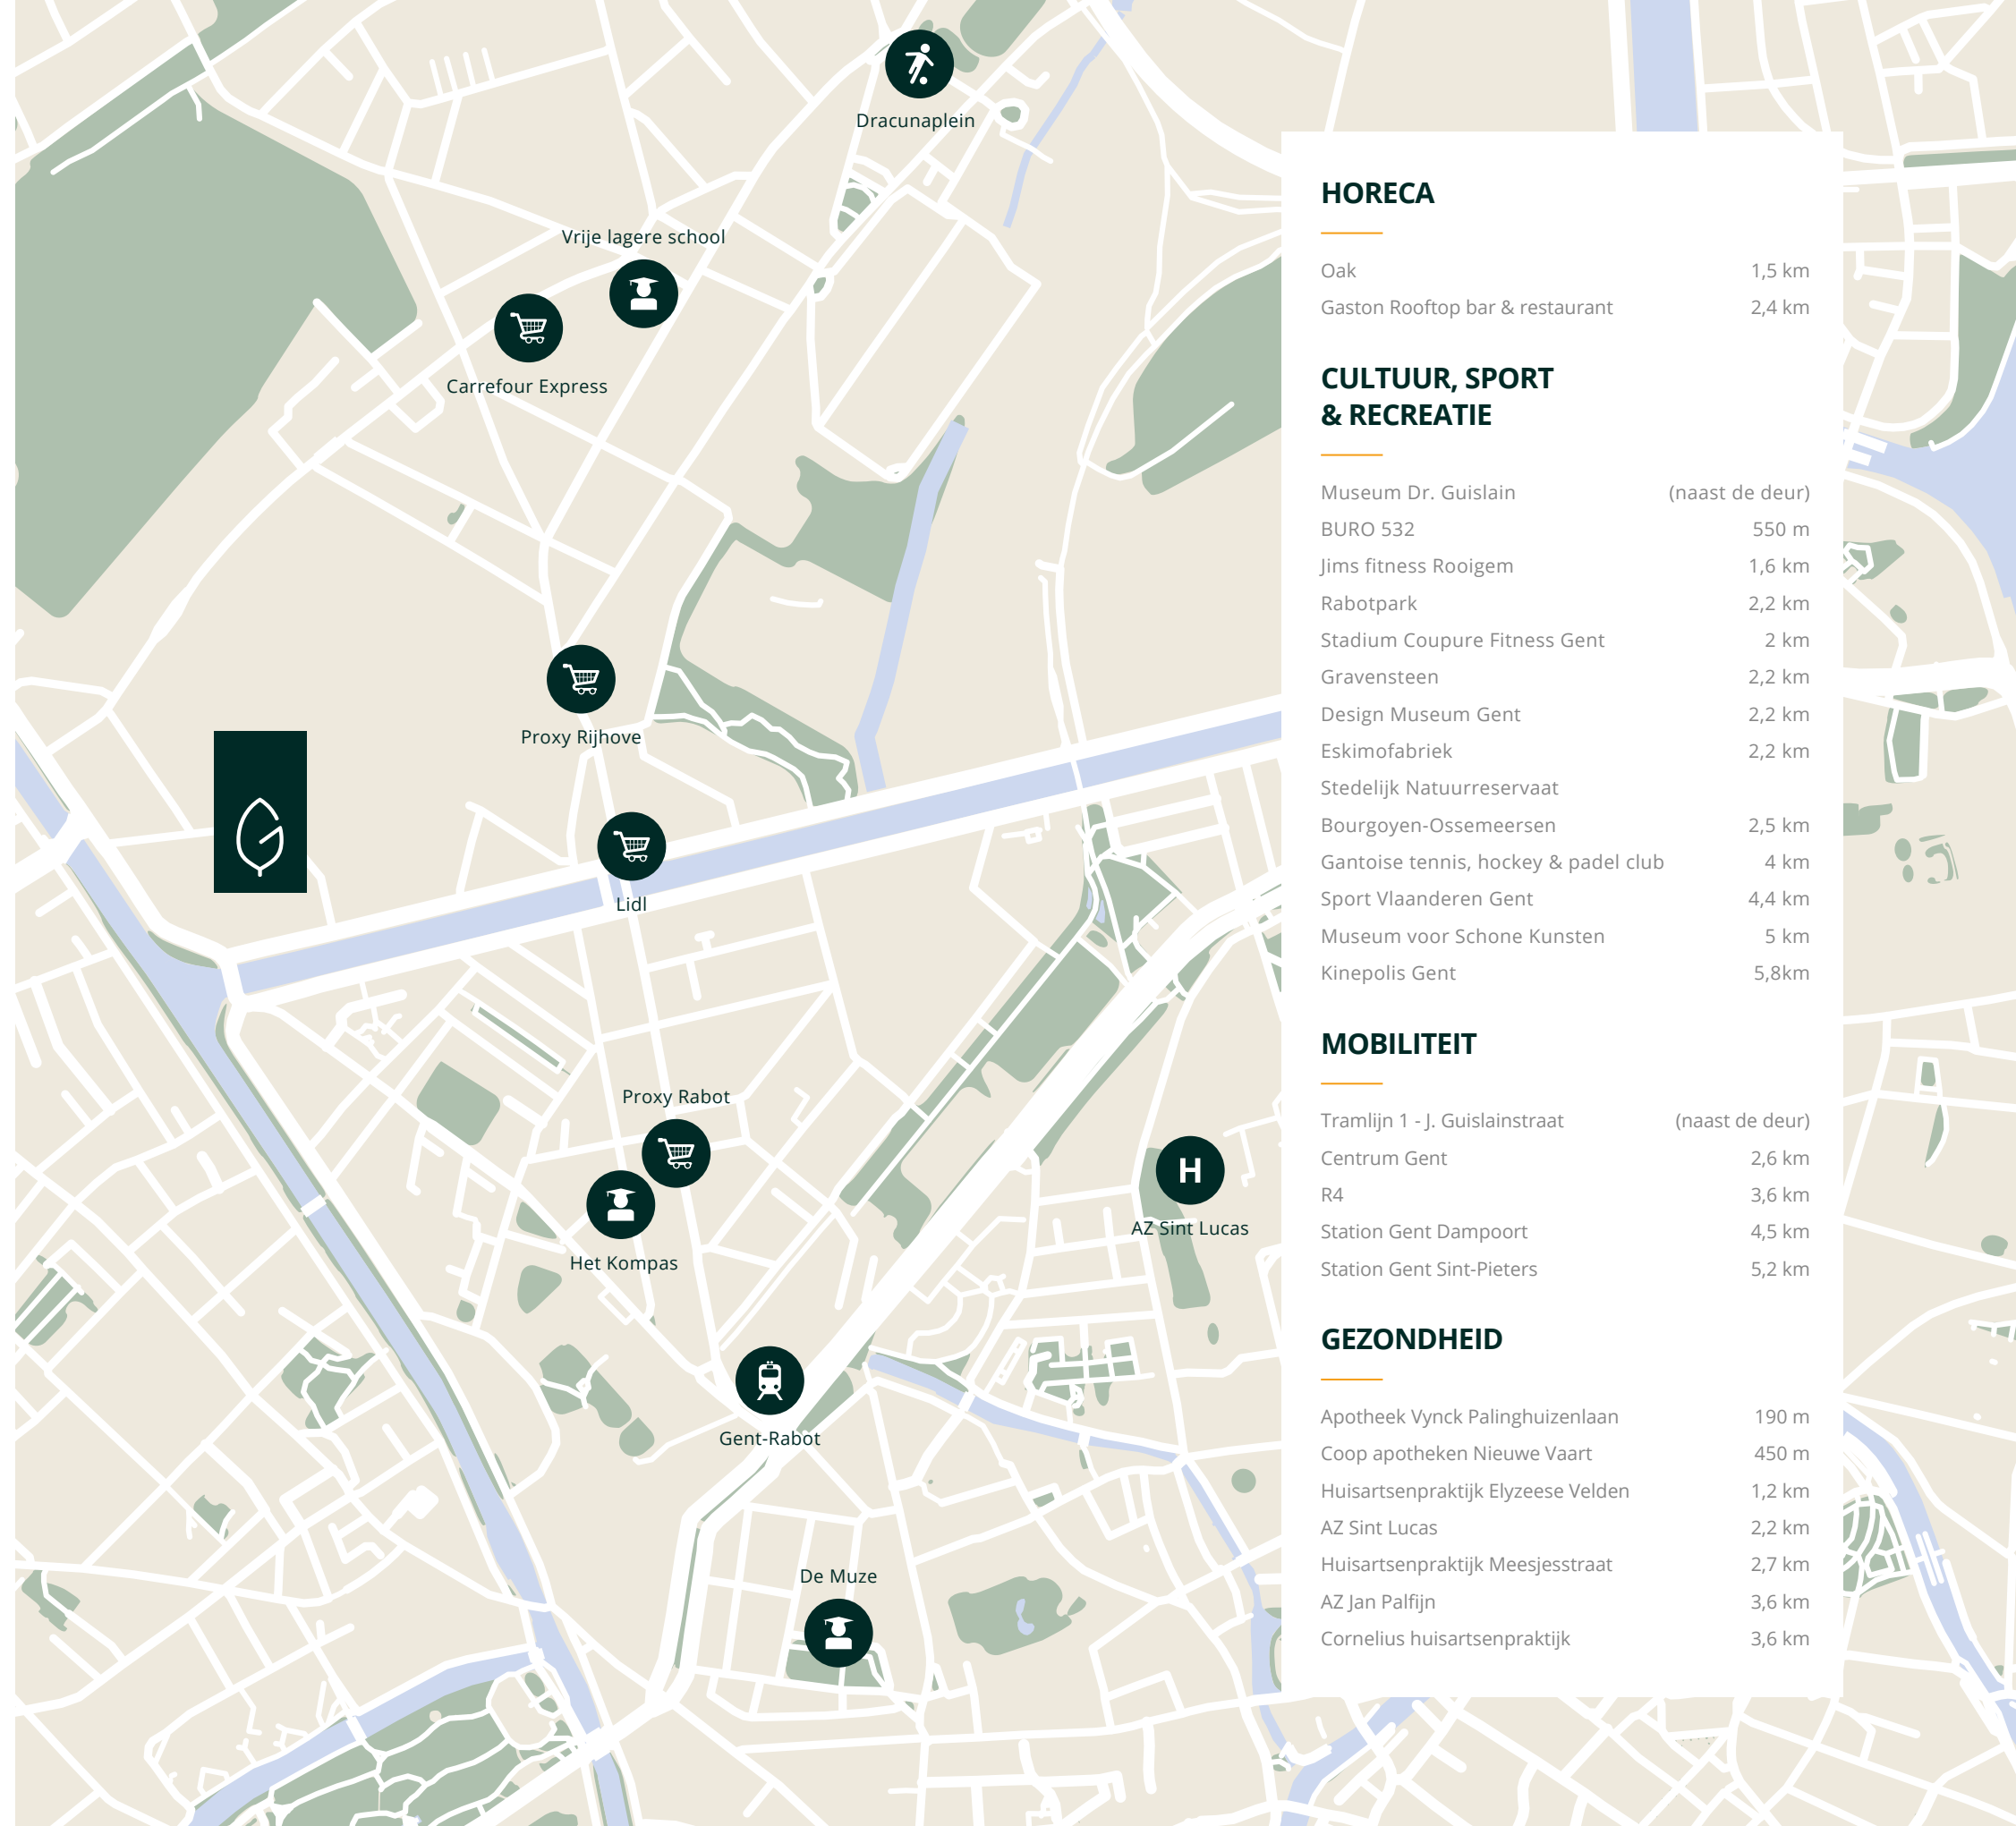 Dracunaplein
Vrije lagere school
Carrefour Express
Proxy Rijhove
Lidl
Proxy Rabot
Het Kompas
H
AZ Sint Lucas
Gent-Rabot
De Muze
HORECA
Oak 1,5 km
Gaston Rooftop bar & restaurant 2,4 km
CULTUUR, SPORT
& RECREATIE
Museum Dr. Guislain (naast de deur)
BURO 532 550 m
Jims fitness Rooigem 1,6 km
Rabotpark 2,2 km
Stadium Coupure Fitness Gent 2 km
Gravensteen 2,2 km
Design Museum Gent 2,2 km
Eskimofabriek 2,2 km
Stedelijk Natuurreservaat
Bourgoyen-Ossemeersen 2,5 km
Gantoise tennis, hockey & padel club 4 km
Sport Vlaanderen Gent 4,4 km
Museum voor Schone Kunsten 5 km
Kinepolis Gent 5,8km
MOBILITEIT
Tramlijn 1 - J. Guislainstraat (naast de deur)
Centrum Gent 2,6 km
R4 3,6 km
Station Gent Dampoort 4,5 km
Station Gent Sint-Pieters 5,2 km
GEZONDHEID
Apotheek Vynck Palinghuizenlaan 190 m
Coop apotheken Nieuwe Vaart 450 m
Huisartsenpraktijk Elyzeese Velden 1,2 km
AZ Sint Lucas 2,2 km
Huisartsenpraktijk Meesjesstraat 2,7 km
AZ Jan Palfijn 3,6 km
Cornelius huisartsenpraktijk 3,6 km